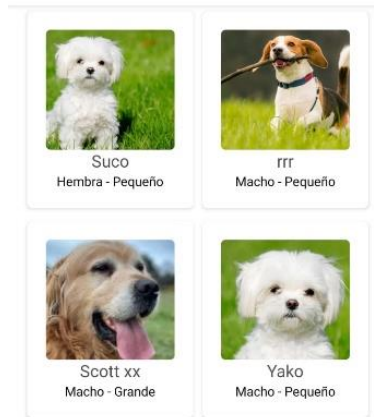 Suco
Hembra - Pequeño
rrr
Macho - Pequeño
Scott xx
Macho - Grande
Yako
Macho - Pequeño